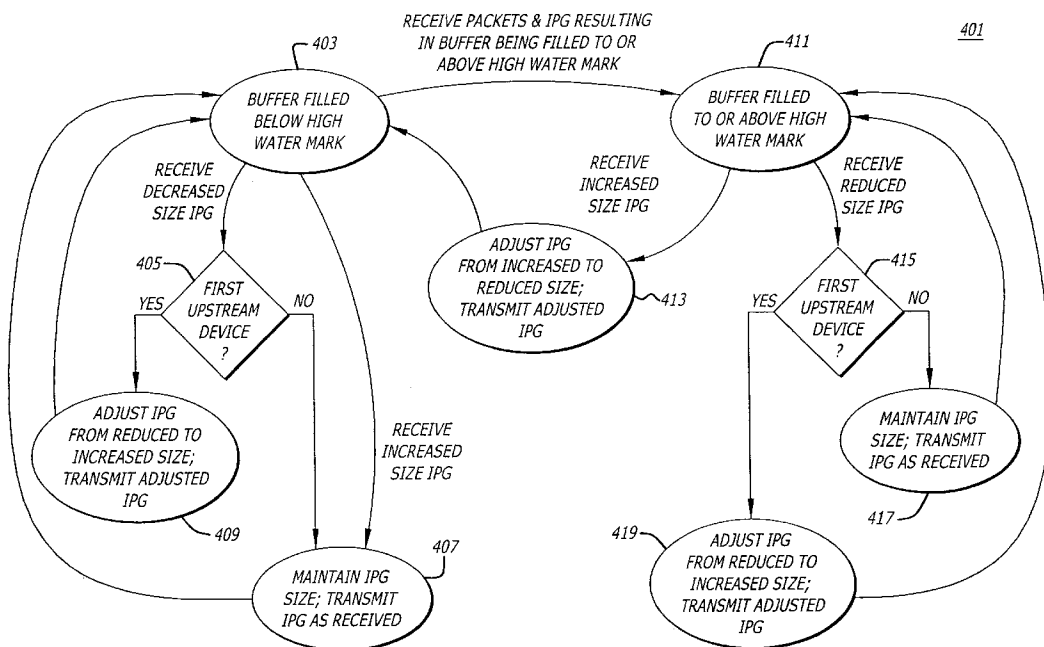 RECEIVE PACKETS & IPG RESULTING
IN BUFFER BEING FILLED TO OR
ABOVE HIGH WATER MARK
401
403
BUFFER FILLED
BELOW HIGH
WATER MARK
411
BUFFER FILLED
TO OR ABOVE HIGH
WATER MARK
RECEIVE
DECREASED
SIZE IPG
RECEIVE
INCREASED
SIZE IPG
RECEIVE
REDUCED
SIZE IPG
405
FIRST
UPSTREAM
DEVICE
?
YES
NO
ADJUST IPG
FROM INCREASED TO
REDUCED SIZE;
TRANSMIT ADJUSTED
IPG
413
415
FIRST
UPSTREAM
DEVICE
?
YES
NO
ADJUST IPG
FROM REDUCED TO
INCREASED SIZE;
TRANSMIT ADJUSTED
IPG
409
RECEIVE
INCREASED
SIZE IPG
MAINTAIN IPG
SIZE; TRANSMIT
IPG AS RECEIVED
417
407
MAINTAIN IPG
SIZE; TRANSMIT
IPG AS RECEIVED
419
ADJUST IPG
FROM REDUCED TO
INCREASED SIZE;
TRANSMIT ADJUSTED
IPG